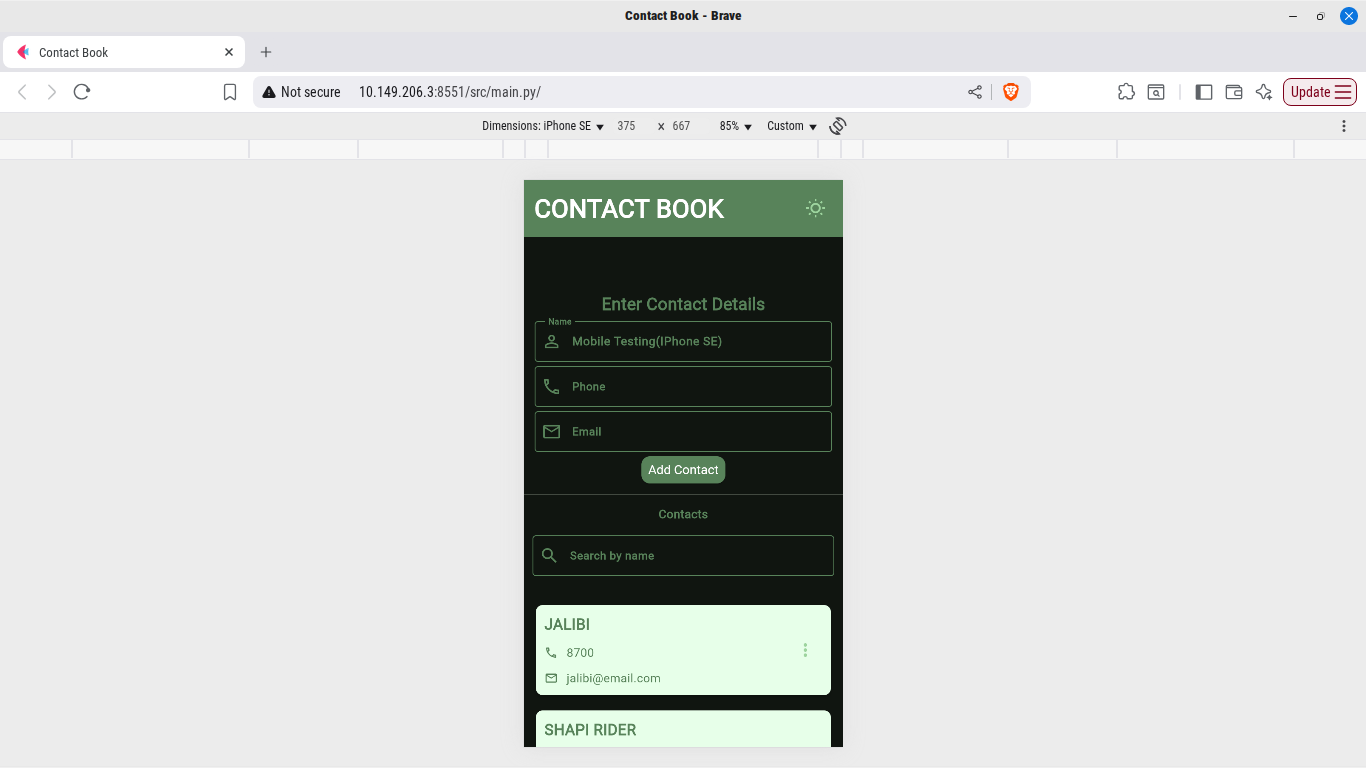 Contact Book - Brave
Contact Book
Not secure 10.149.206.3:8551/src/main.py/
Update
Dimensions: iPhone SE 375 x 667 85% Custom
CONTACT BOOK
Enter Contact Details
Name
Mobile Testing(IPhone SE)
Phone
Email
Add Contact
Contacts
Search by name
JALIBI
8700
jalibi@email.com
SHAPI RIDER